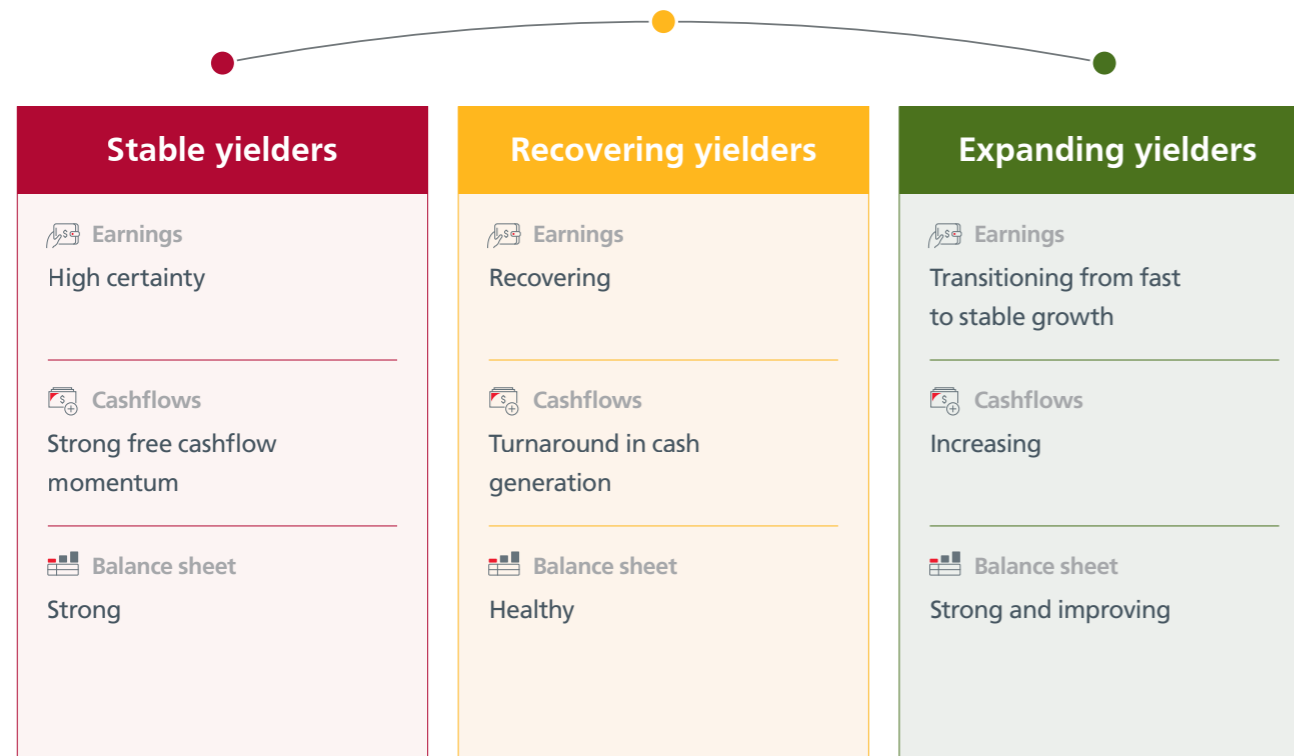 Stable yielders
Earnings
High certainty
Cashflows
Strong free cashflow
momentum
Balance sheet
Strong
Recovering yielders
Earnings
Recovering
Cashflows
Turnaround in cash
generation
Balance sheet
Healthy
Expanding yielders
Earnings
Transitioning from fast
to stable growth
Cashflows
Increasing
Balance sheet
Strong and improving